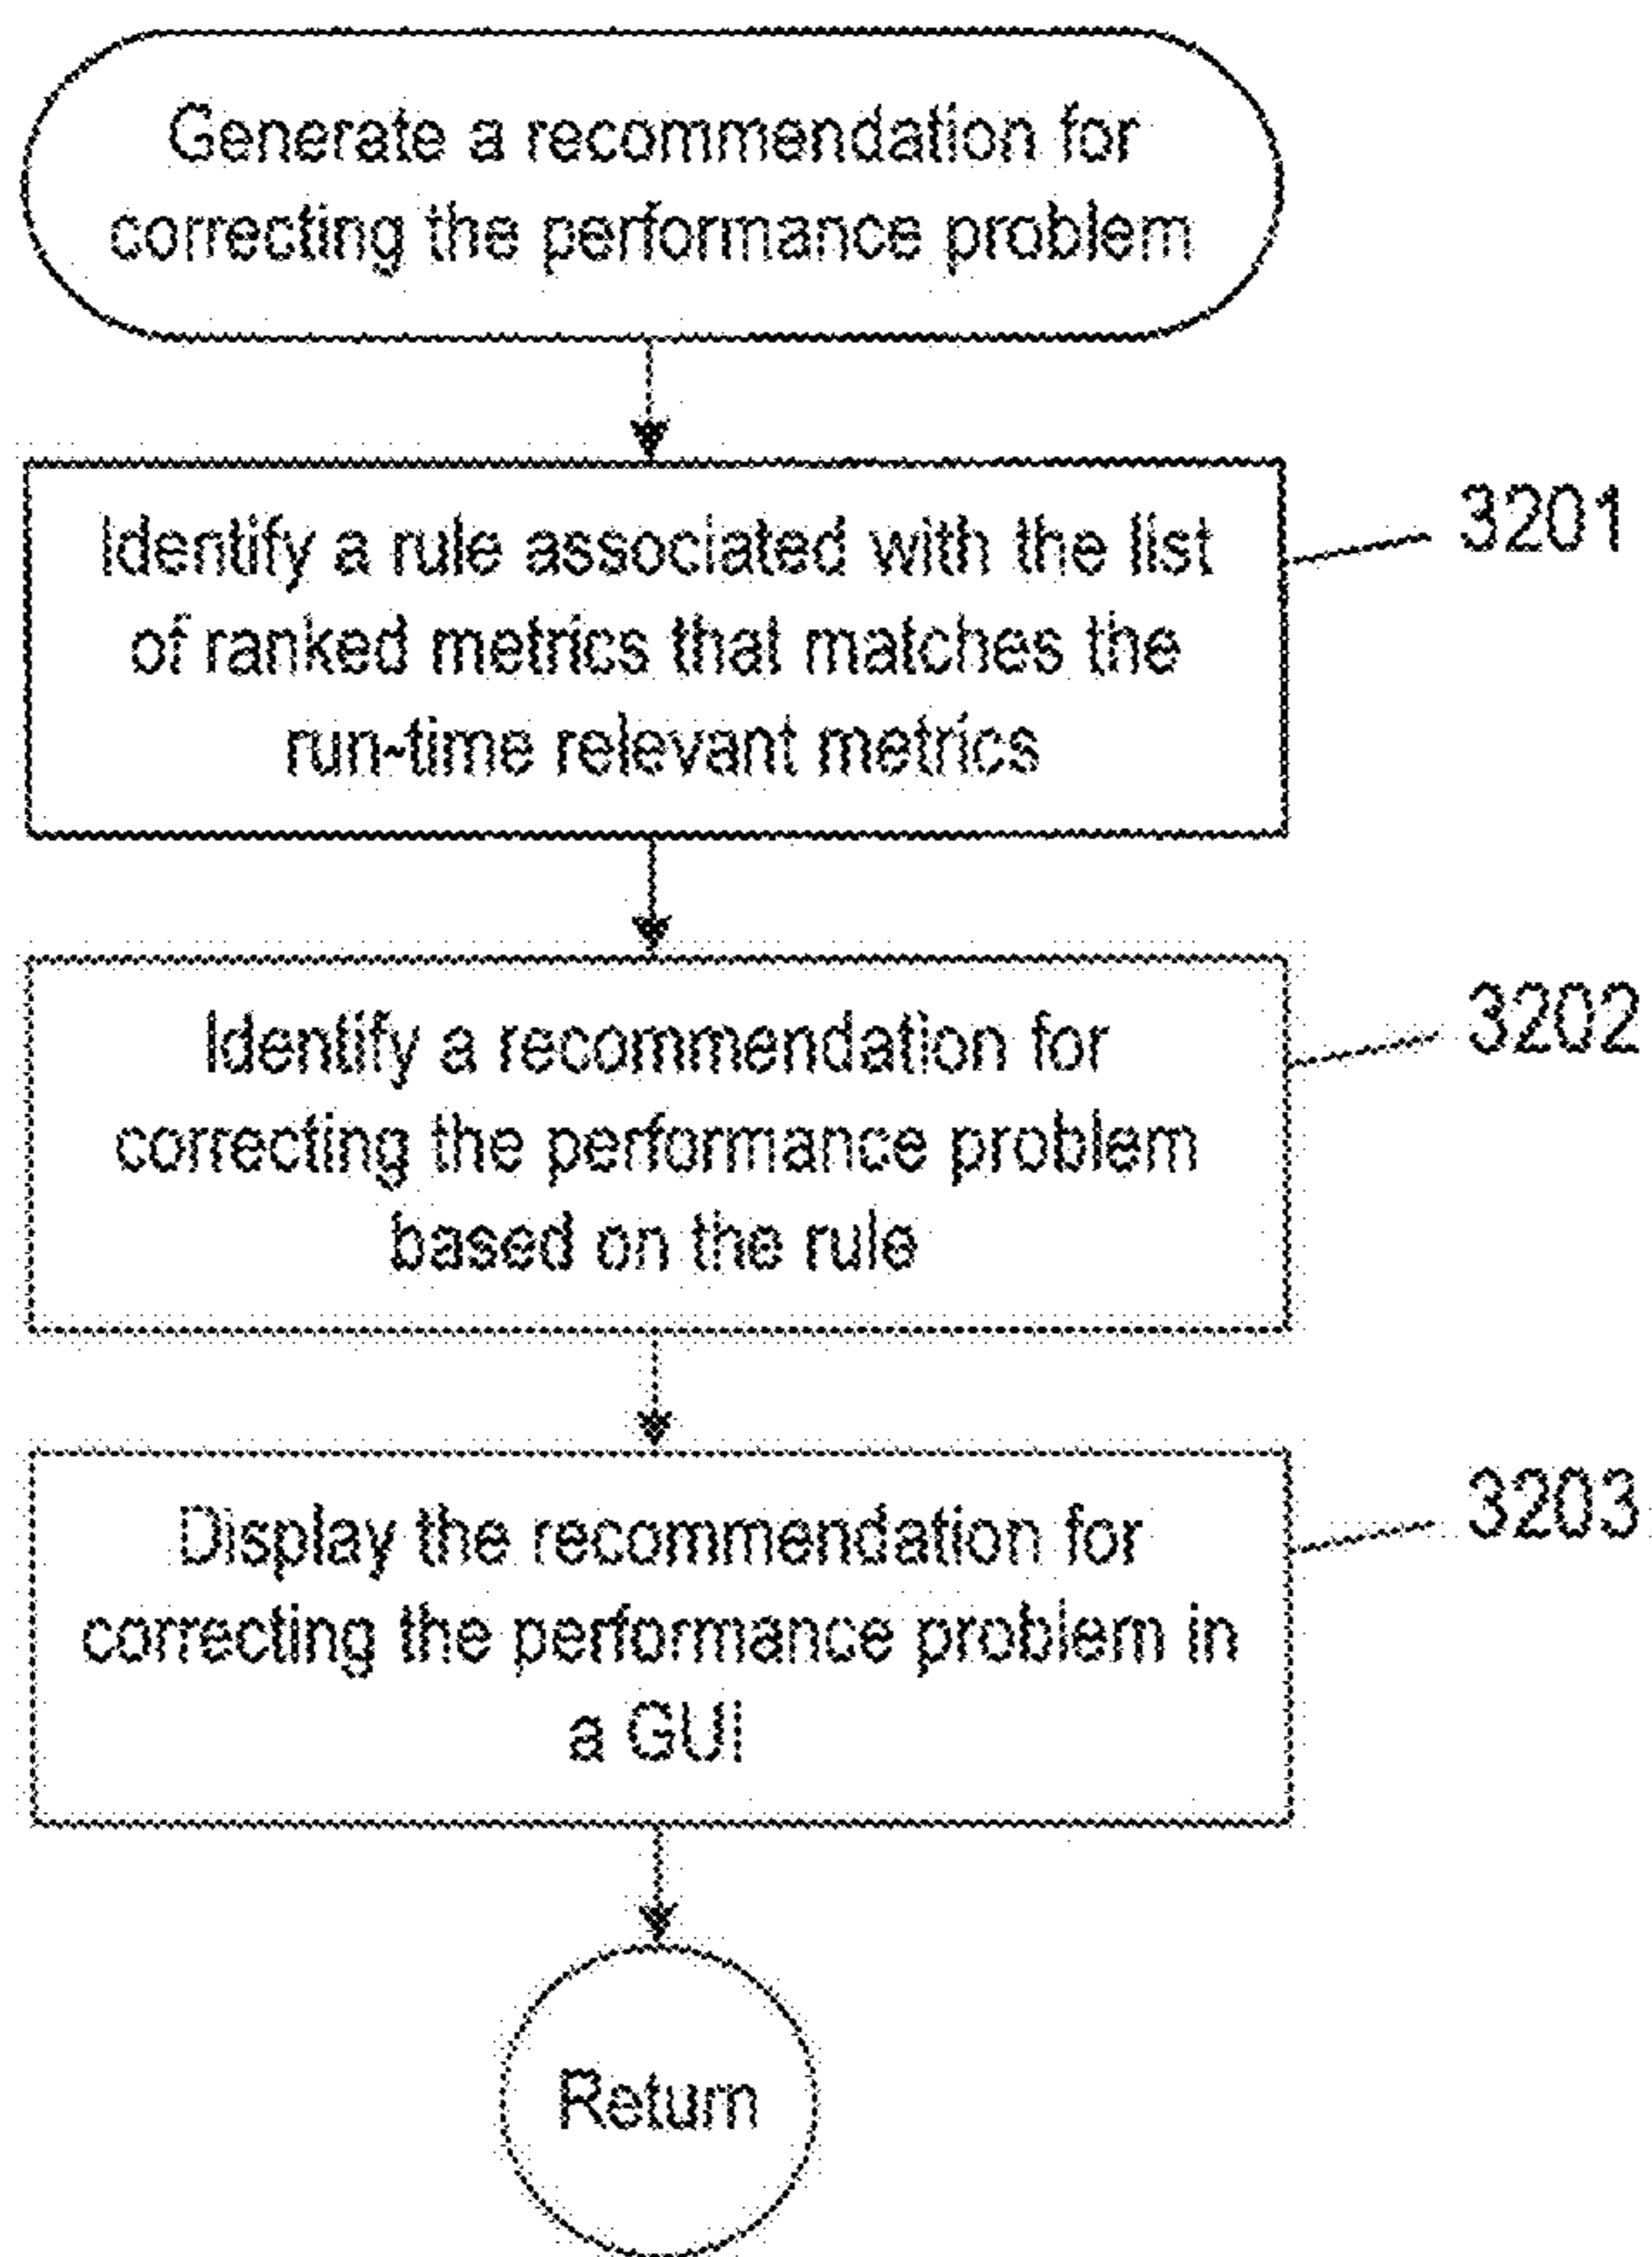 Generate a recommendation for
correcting the performance problem
Identify a rule associated with the list
of ranked metrics that matches the
run-time relevant metrics
3201
Identify a recommendation for
correcting the performance problem
based on the rule
3202
Display the recommendation for
correcting the performance problem in
a GUI
3203
Return